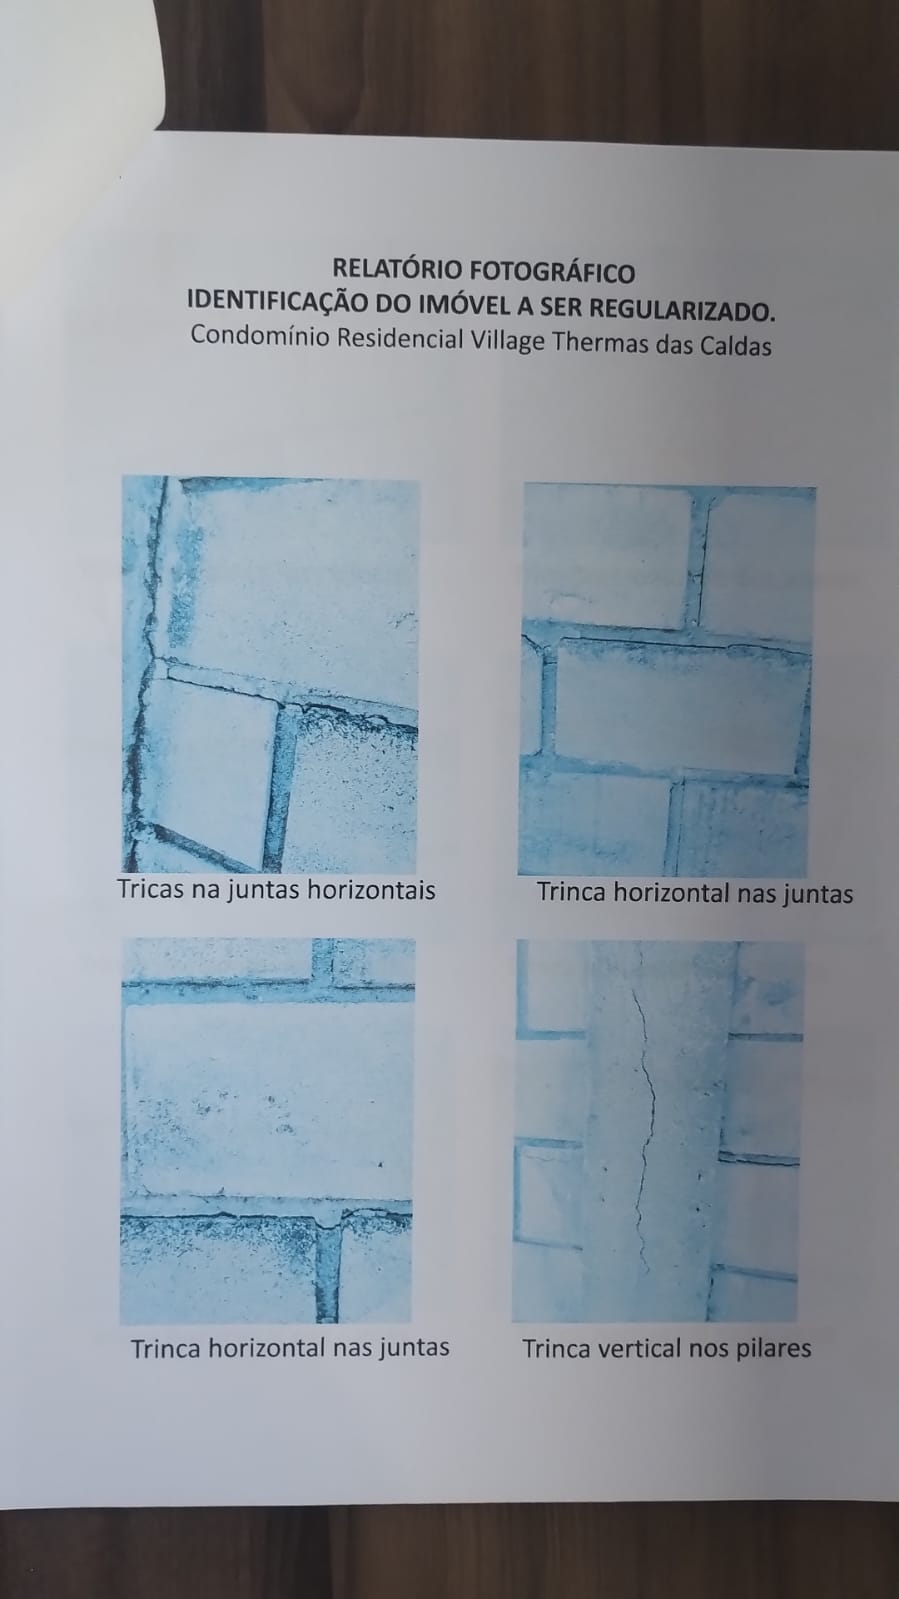 RELATÓRIO FOTOGRÁFICO
IDENTIFICAÇÃO DO IMÓVEL A SER REGULARIZADO.
Condomínio Residencial Village Thermas das Caldas
Tricas na juntas horizontais
Trinca horizontal nas juntas
Trinca horizontal nas juntas
Trinca vertical nos pilares